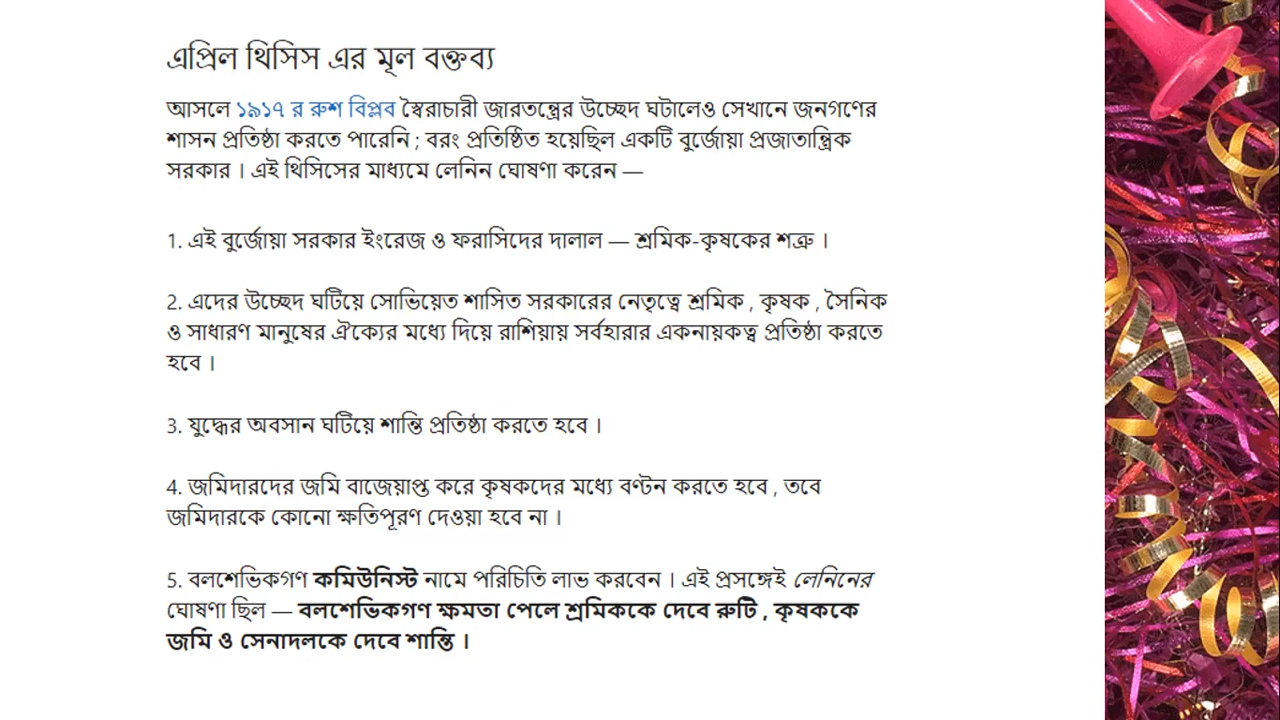 এপ্রিল থিসিস এর মূল বক্তব্য
আসলে ১৯১৭ র রুশ বিপ্লব স্বৈরাচারী জারতন্ত্রের উচ্ছেদ ঘটালেও সেখানে জনগণের
শাসন প্রতিষ্ঠা করতে পারেনি ; বরং প্রতিষ্ঠিত হয়েছিল একটি বুর্জোয়া প্রজাতান্ত্রিক
সরকার । এই থিসিসের মাধ্যমে লেনিন ঘোষণা করেন —
1. এই বুর্জোয়া সরকার ইংরেজ ও ফরাসিদের দালাল — শ্রমিক-কৃষকের শত্রু ।
2. এদের উচ্ছেদ ঘটিয়ে সোভিয়েত শাসিত সরকারের নেতৃত্বে শ্রমিক , কৃষক , সৈনিক
ও সাধারণ মানুষের ঐক্যের মধ্যে দিয়ে রাশিয়ায় সর্বহারার একনায়কত্ব প্রতিষ্ঠা করতে
হবে ।
3. যুদ্ধের অবসান ঘটিয়ে শান্তি প্রতিষ্ঠা করতে হবে ।
4. জমিদারদের জমি বাজেয়াপ্ত করে কৃষকদের মধ্যে বণ্টন করতে হবে , তবে
জমিদারকে কোনো ক্ষতিপূরণ দেওয়া হবে না ।
5. বলশেভিকগণ কমিউনিস্ট নামে পরিচিতি লাভ করবেন । এই প্রসঙ্গেই লেনিনের
ঘোষণা ছিল — বলশেভিকগণ ক্ষমতা পেলে শ্রমিককে দেবে রুটি , কৃষককে
জমি ও সেনাদলকে দেবে শান্তি ।